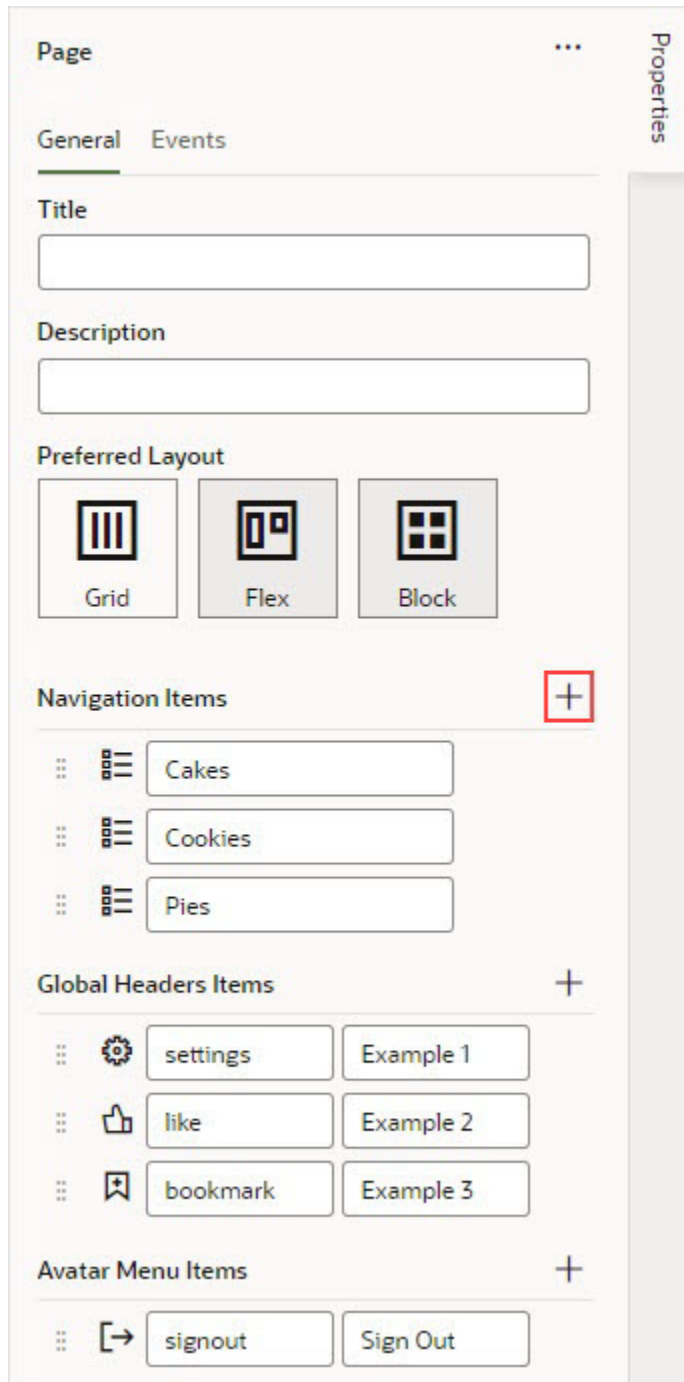 Page
Properties
General Events
Title
Description
Preferred Layout
Grid Flex Block
Navigation Items
Cakes
Cookies
Pies
Global Headers Items
settings Example 1
like Example 2
bookmark Example 3
Avatar Menu Items
signout Sign Out